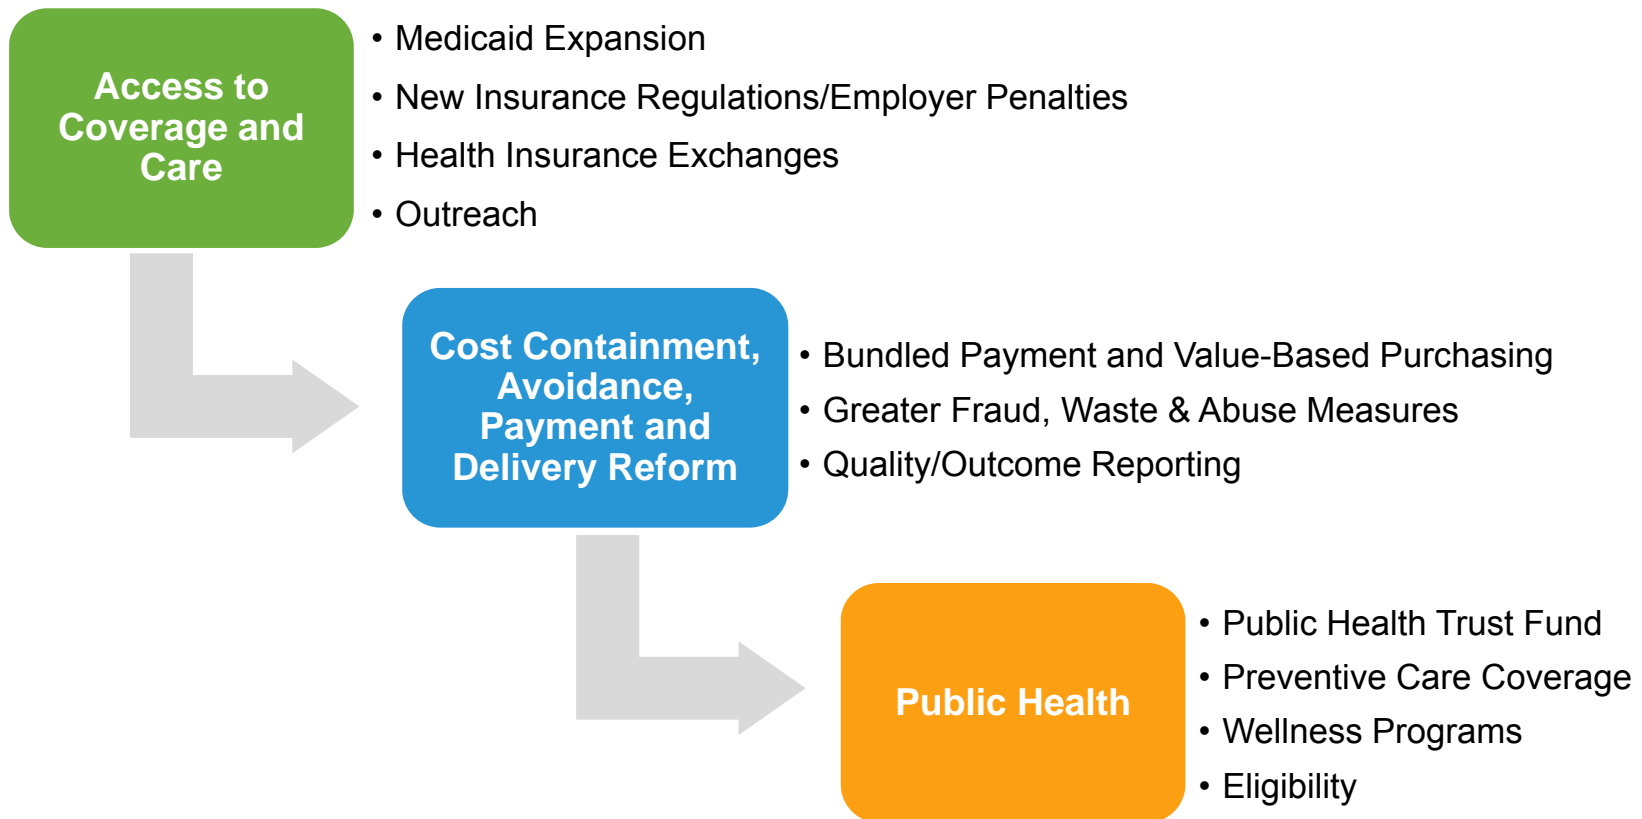 Access to
Coverage and
Care
• Medicaid Expansion
• New Insurance Regulations/Employer Penalties
• Health Insurance Exchanges
• Outreach
Cost Containment,
Avoidance,
Payment and
Delivery Reform
• Bundled Payment and Value-Based Purchasing
• Greater Fraud, Waste & Abuse Measures
• Quality/Outcome Reporting
Public Health
• Public Health Trust Fund
• Preventive Care Coverage
• Wellness Programs
• Eligibility